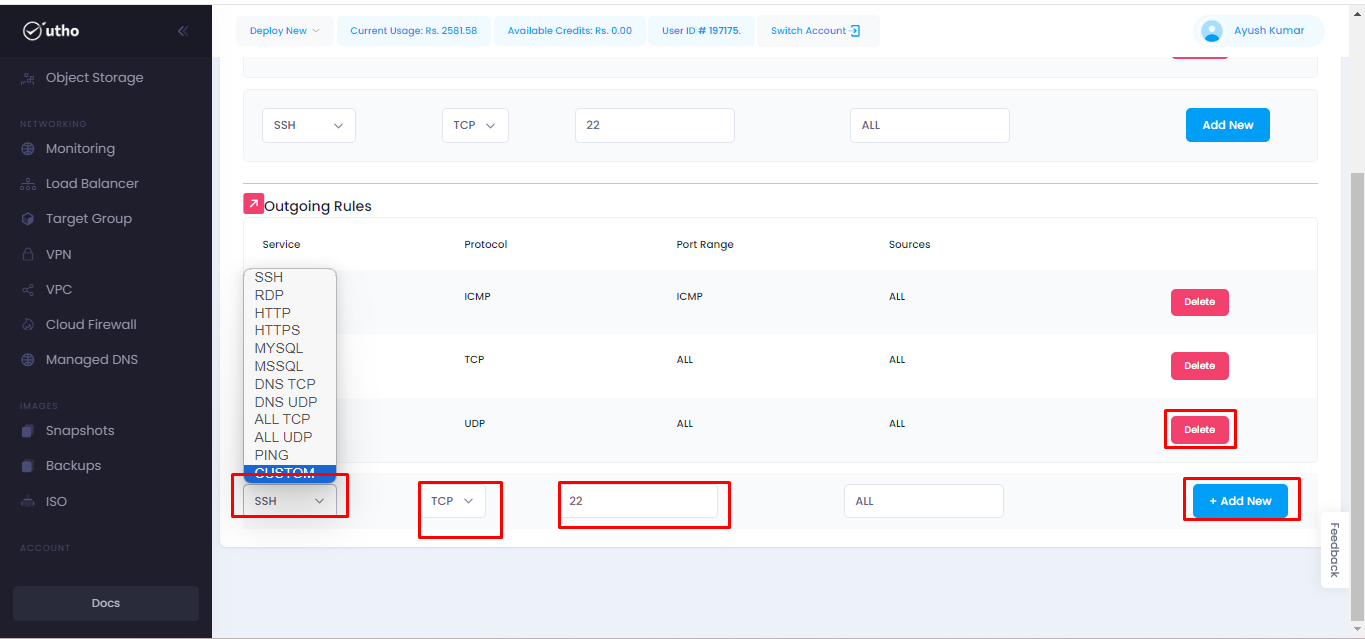 utho
Deploy New
Current Usage: Rs. 2581.58
Available Credits: Rs. 0.00
User ID # 197175.
Switch Account
Ayush Kumar
Object Storage
NETWORKING
Monitoring
Load Balancer
Target Group
VPN
VPC
Cloud Firewall
Managed DNS
IMAGES
Snapshots
Backups
ISO
ACCOUNT
Docs
SSH TCP 22 ALL Add New
Outgoing Rules
Service Protocol Port Range Sources
ICMP ICMP ALL Delete
TCP ALL ALL Delete
UDP ALL ALL Delete
SSH
RDP
HTTP
HTTPS
MYSQL
MSSQL
DNS TCP
DNS UDP
ALL TCP
ALL UDP
PING
CUSTOM
SSH TCP 22 ALL + Add New
Feedback